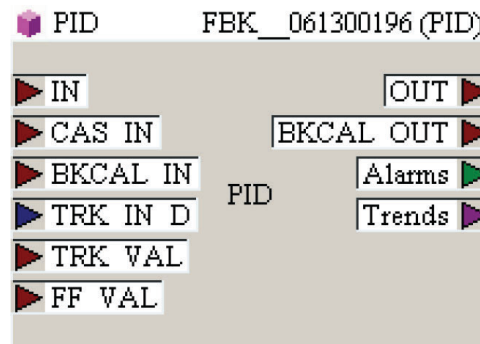 PID FBK__061300196 (PID)
IN OUT
CAS IN BKCAL OUT
BKCAL IN Alarms
PID
TRK IN D Trends
TRK VAL
FF VAL